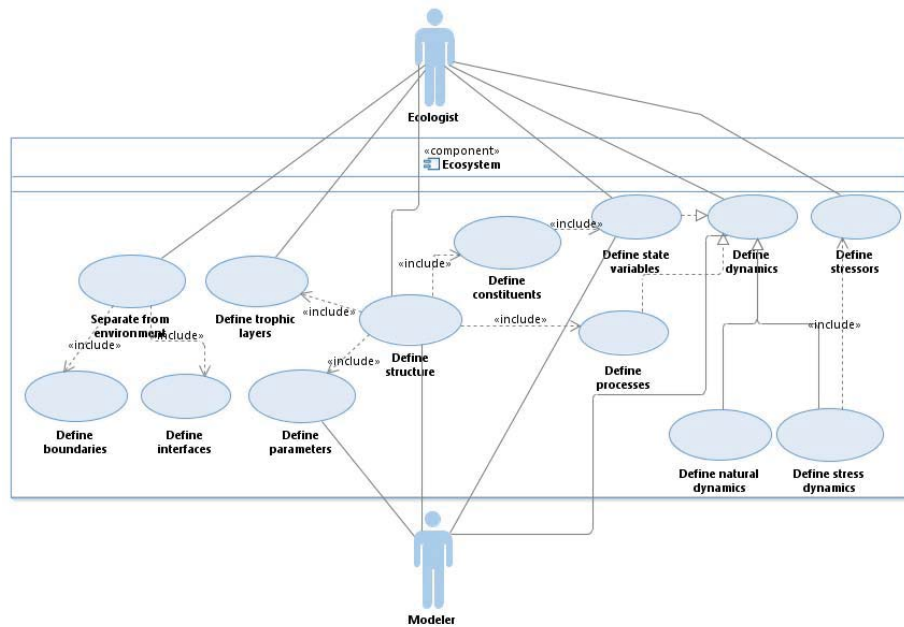 Ecologist
«component»
Ecosystem
«include»
Define state
variables
Define
dynamics
Define
stressors
«include»
Define
constituents
Separate from
environment
«include»
«include»
Define trophic
layers
«include»
«include»
«include»
Define
structure
«include»
Define
processes
«include»
Define
boundaries
Define
interfaces
Define
parameters
Define natural
dynamics
Define stress
dynamics
Modeler